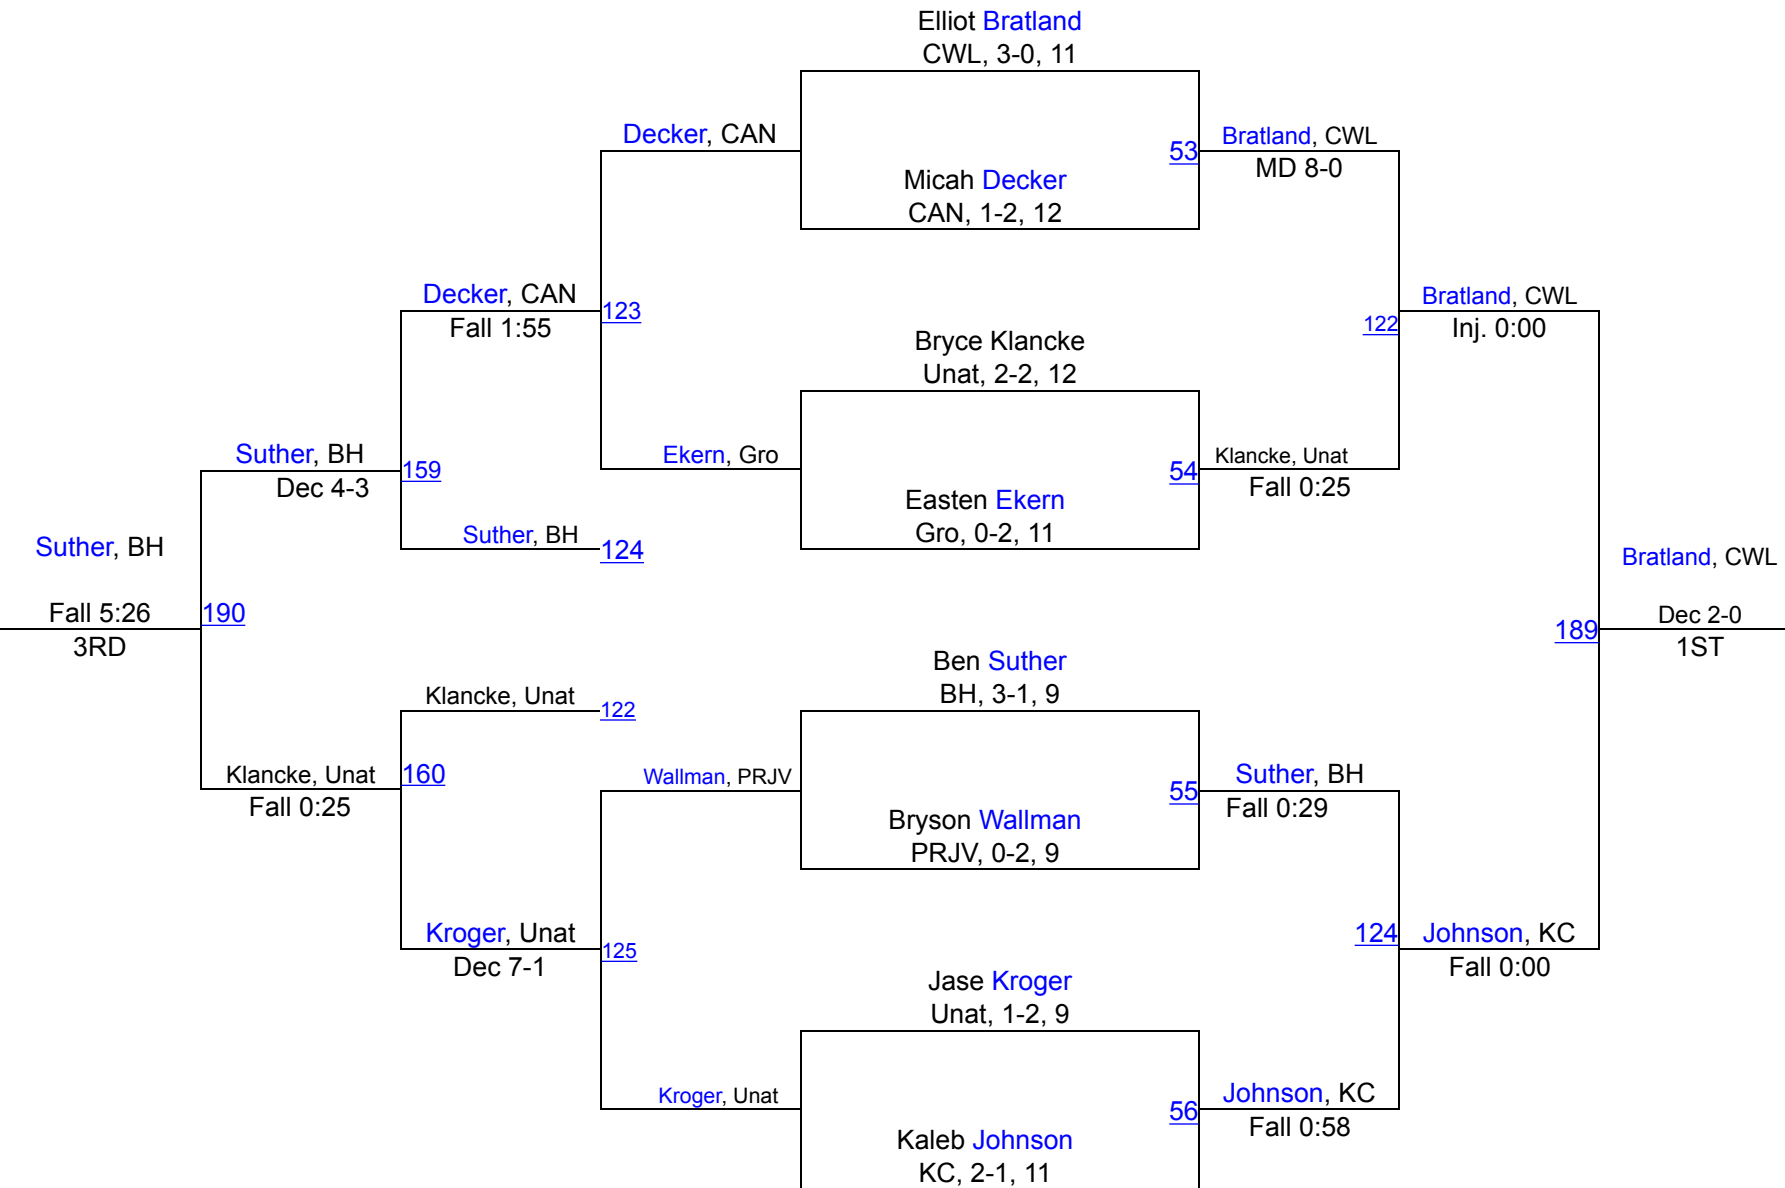 Elliot Bratland
CWL, 3-0, 11
Decker, CAN
53
Bratland, CWL
MD 8-0
Micah Decker
CAN, 1-2, 12
Decker, CAN
Fall 1:55
123
122
Bratland, CWL
Inj. 0:00
Bryce Klancke
Unat, 2-2, 12
Suther, BH
Dec 4-3
159
Ekern, Gro
54
Klancke, Unat
Fall 0:25
Easten Ekern
Gro, 0-2, 11
Suther, BH
124
Suther, BH
Fall 5:26
3RD
190
Bratland, CWL
Dec 2-0
1ST
189
Ben Suther
BH, 3-1, 9
Klancke, Unat
122
Klancke, Unat
Fall 0:25
160
Wallman, PRJV
55
Suther, BH
Fall 0:29
Bryson Wallman
PRJV, 0-2, 9
Kroger, Unat
Dec 7-1
125
124
Johnson, KC
Fall 0:00
Jase Kroger
Unat, 1-2, 9
Kroger, Unat
56
Johnson, KC
Fall 0:58
Kaleb Johnson
KC, 2-1, 11